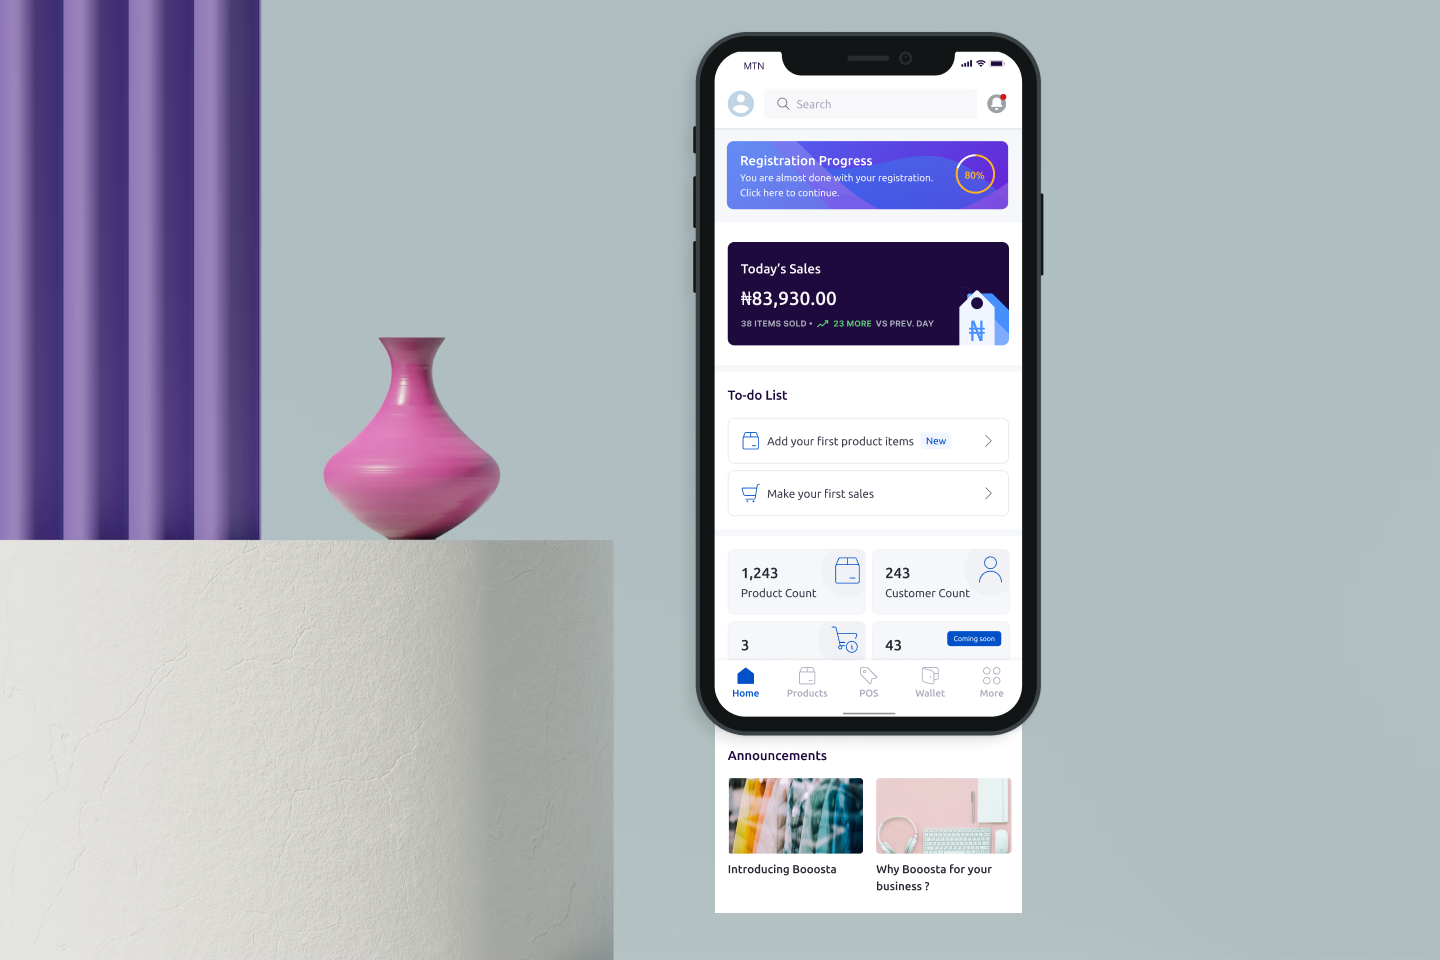 MTN
Search
Registration Progress
You are almost done with your registration.
Click here to continue.
80%
Today's Sales
₦83,930.00
38 ITEMS SOLD • 23 MORE VS PREV. DAY
₦
To-do List
Add your first product items New
Make your first sales
1,243
Product Count
243
Customer Count
3
43
Coming soon
Home
Products
POS
Wallet
More
Announcements
Introducing Booosta
Why Booosta for your
business ?